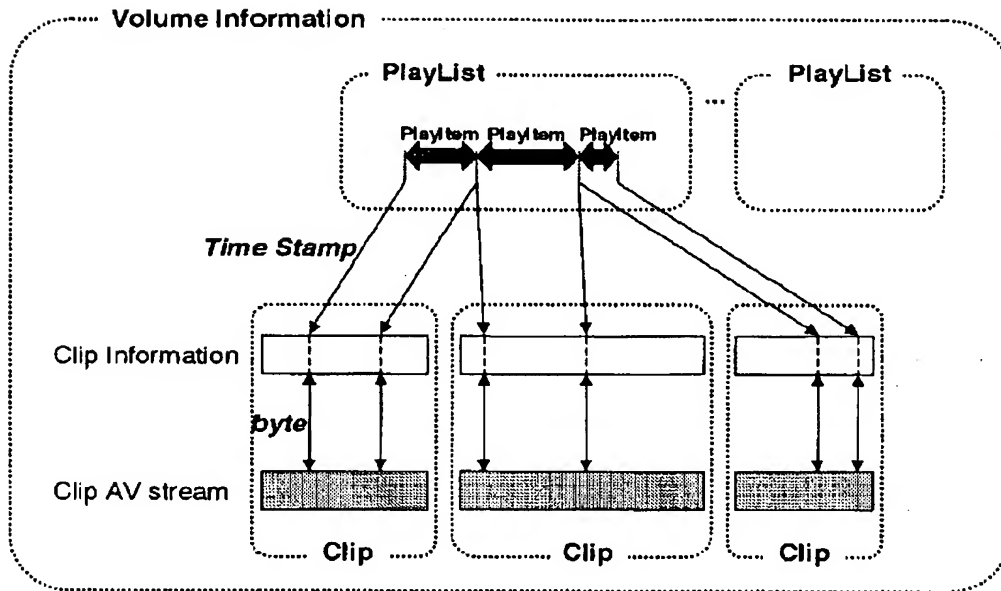 Volume Information
PlayList
...
PlayList
PlayItem PlayItem PlayItem
Time Stamp
Clip Information
byte
Clip AV stream
Clip
Clip
Clip